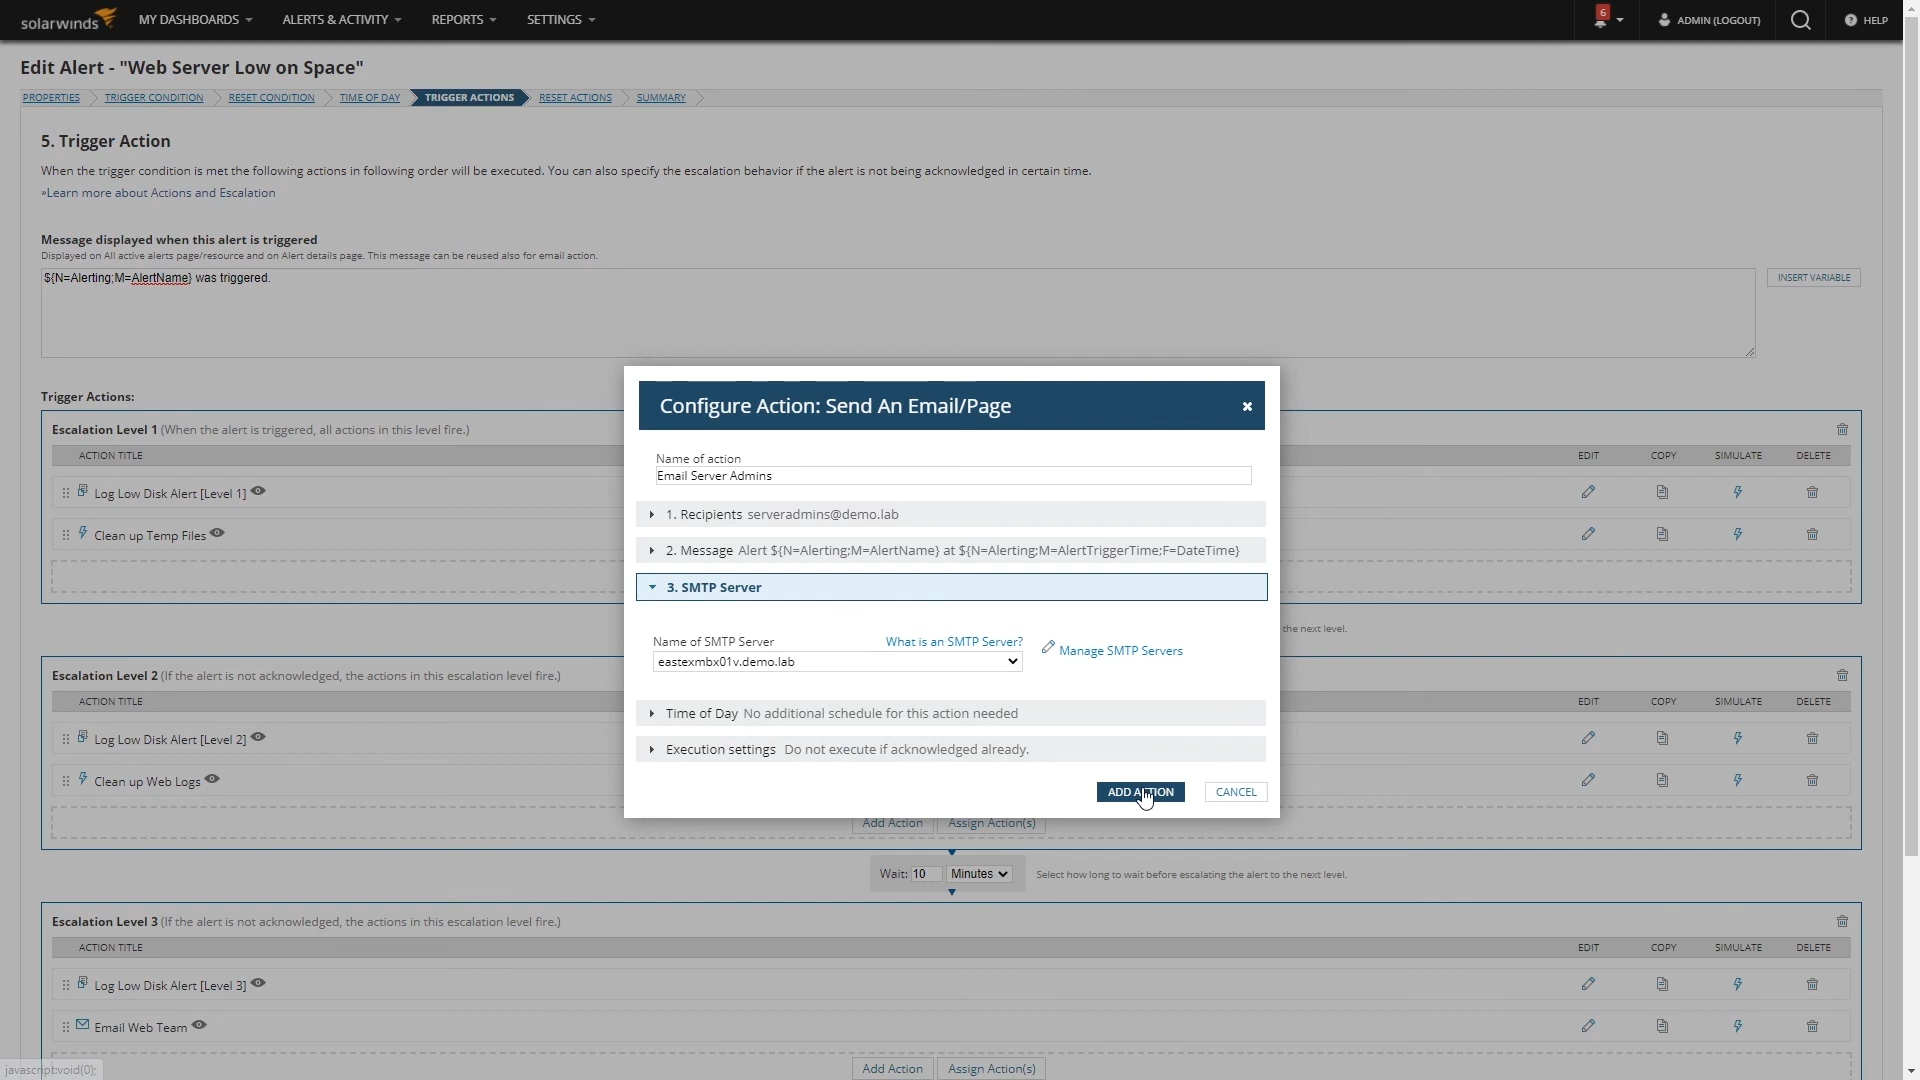 solarwinds MY DASHBOARDS ALERTS & ACTIVITY REPORTS SETTINGS 6 ADMIN (LOGOUT) HELP
Edit Alert - "Web Server Low on Space"
PROPERTIES TRIGGER CONDITION RESET CONDITION TIME OF DAY TRIGGER ACTIONS RESET ACTIONS SUMMARY
5. Trigger Action
When the trigger condition is met the following actions in following order will be executed. You can also specify the escalation behavior if the alert is not being acknowledged in certain time.
»Learn more about Actions and Escalation
Message displayed when this alert is triggered
Displayed on All active alerts page/resource and on Alert details page. This message can be reused also for email action.
${N=Alerting;M=AlertName} was triggered.
INSERT VARIABLE
Trigger Actions:
Escalation Level 1 (When the alert is triggered, all actions in this level fire.)
ACTION TITLE EDIT COPY SIMULATE DELETE
Log Low Disk Alert [Level 1]
Clean up Temp Files
the next level.
Escalation Level 2 (If the alert is not acknowledged, the actions in this escalation level fire.)
ACTION TITLE EDIT COPY SIMULATE DELETE
Log Low Disk Alert [Level 2]
Clean up Web Logs
Configure Action: Send An Email/Page
Name of action
Email Server Admins
1. Recipients serveradmins@demo.lab
2. Message Alert ${N=Alerting;M=AlertName} at ${N=Alerting;M=AlertTriggerTime;F=DateTime}
3. SMTP Server
Name of SMTP Server What is an SMTP Server? Manage SMTP Servers
eastexmbx01v.demo.lab
Time of Day No additional schedule for this action needed
Execution settings Do not execute if acknowledged already.
ADD ACTION CANCEL
Add Action Assign Action(s)
Wait: 10 Minutes Select how long to wait before escalating the alert to the next level.
Escalation Level 3 (If the alert is not acknowledged, the actions in this escalation level fire.)
ACTION TITLE EDIT COPY SIMULATE DELETE
Log Low Disk Alert [Level 3]
Email Web Team
Add Action Assign Action(s)
javascript:void(0);